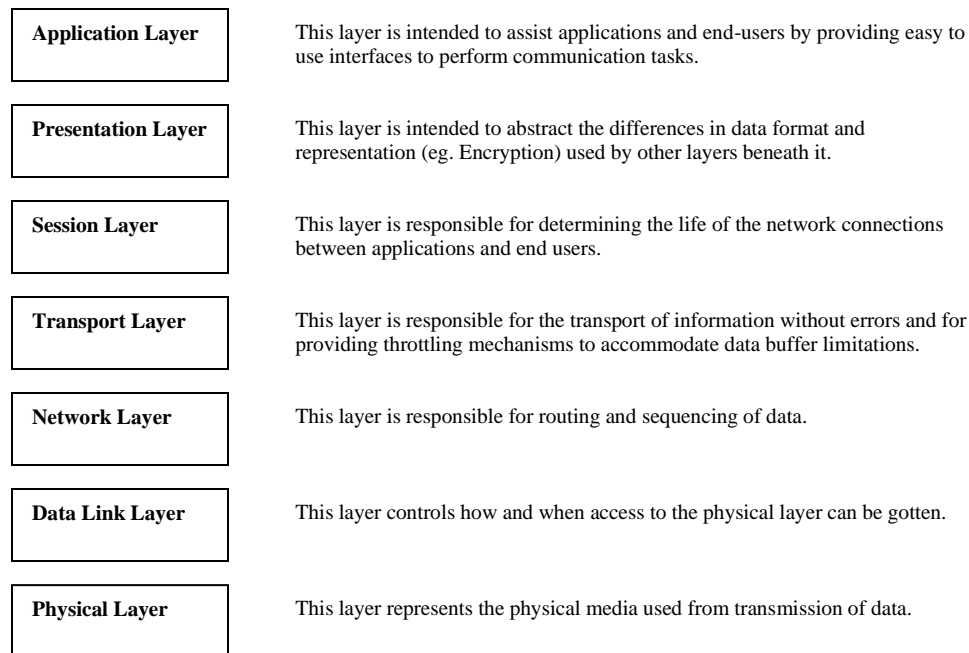 Application Layer
This layer is intended to assist applications and end-users by providing easy to
use interfaces to perform communication tasks.
Presentation Layer
This layer is intended to abstract the differences in data format and
representation (eg. Encryption) used by other layers beneath it.
Session Layer
This layer is responsible for determining the life of the network connections
between applications and end users.
Transport Layer
This layer is responsible for the transport of information without errors and for
providing throttling mechanisms to accommodate data buffer limitations.
Network Layer
This layer is responsible for routing and sequencing of data.
Data Link Layer
This layer controls how and when access to the physical layer can be gotten.
Physical Layer
This layer represents the physical media used from transmission of data.